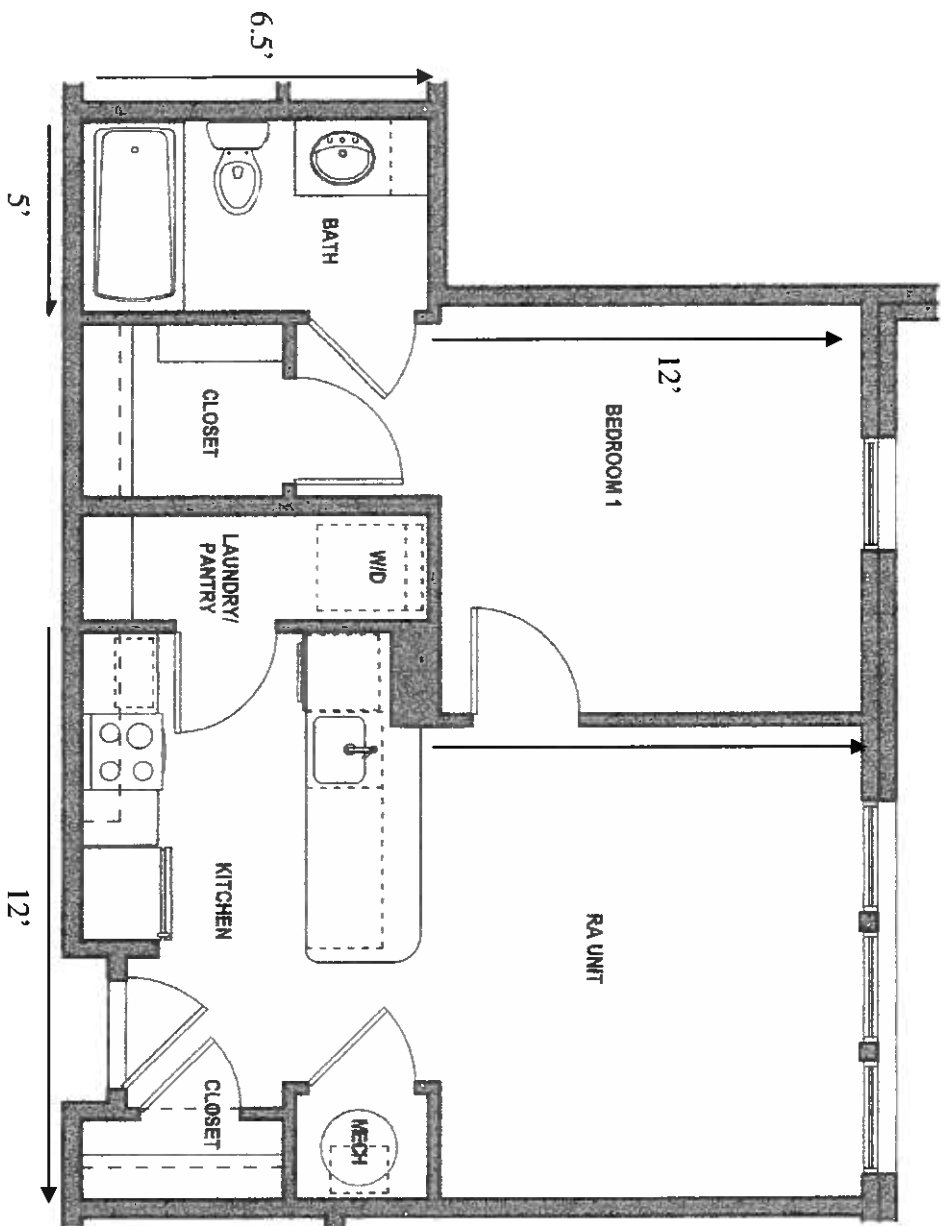 6.5'
5'
BATH
12'
CLOSET
BEDROOM 1
LAUNDRY/
PANTRY
W/D
KITCHEN
RA UNIT
12'
CLOSET
MECH